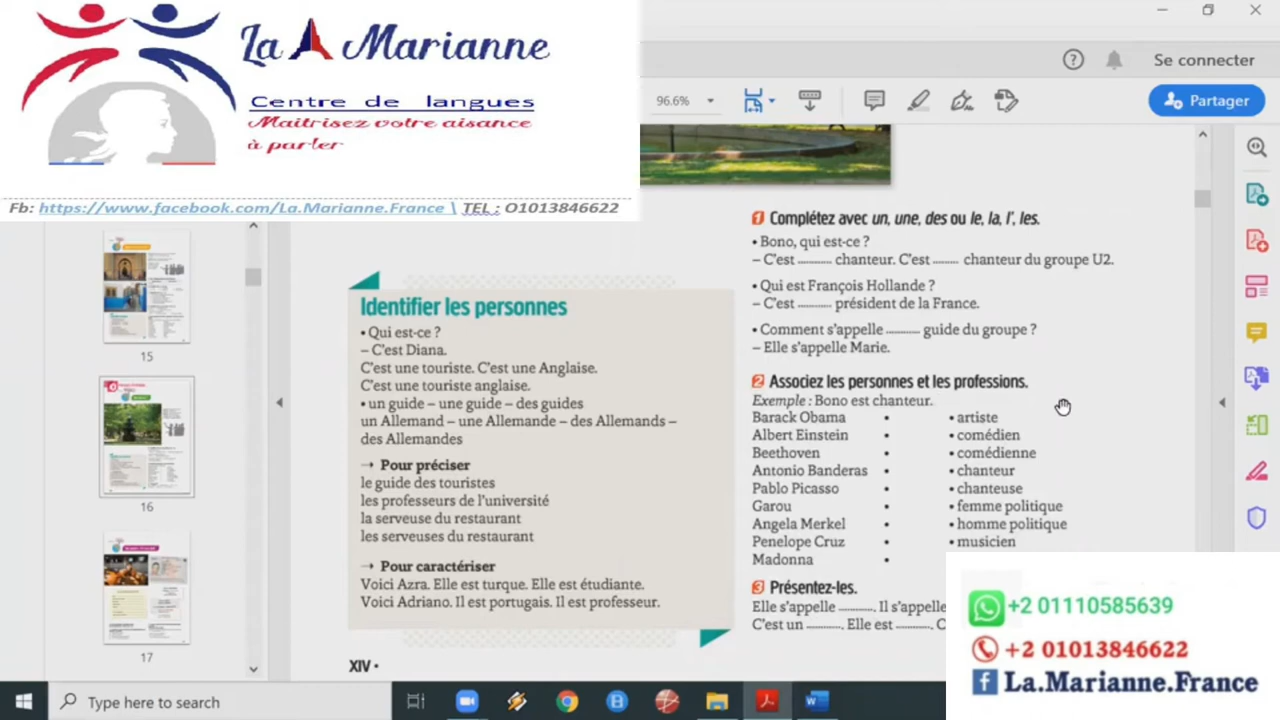 La Marianne
Centre de langues
Maitrisez votre aisance
à parler
Fb: https://www.facebook.com/La.Marianne.France \ TEL : O1013846622
96.6%
Se connecter
Partager
15
16
17
Identifier les personnes
• Qui est-ce ?
– C'est Diana.
C'est une touriste. C'est une Anglaise.
C'est une touriste anglaise.
• un guide – une guide – des guides
un Allemand – une Allemande – des Allemands –
des Allemandes
→ Pour préciser
le guide des touristes
les professeurs de l'université
la serveuse du restaurant
les serveuses du restaurant
→ Pour caractériser
Voici Azra. Elle est turque. Elle est étudiante.
Voici Adriano. Il est portugais. Il est professeur.
XIV •
1 Complétez avec un, une, des ou le, la, l', les.
• Bono, qui est-ce ?
– C'est ............ chanteur. C'est ......... chanteur du groupe U2.
• Qui est François Hollande ?
– C'est ............ président de la France.
• Comment s'appelle ............ guide du groupe ?
– Elle s'appelle Marie.
2 Associez les personnes et les professions.
Exemple : Bono est chanteur.
Barack Obama • • artiste
Albert Einstein • • comédien
Beethoven • • comédienne
Antonio Banderas • • chanteur
Pablo Picasso • • chanteuse
Garou • • femme politique
Angela Merkel • • homme politique
Penelope Cruz • • musicien
Madonna •
3 Présentez-les.
Elle s'appelle ............ Il s'appelle
C'est un ............ Elle est ............ C
+2 01110585639
+2 01013846622
La.Marianne.France
Type here to search